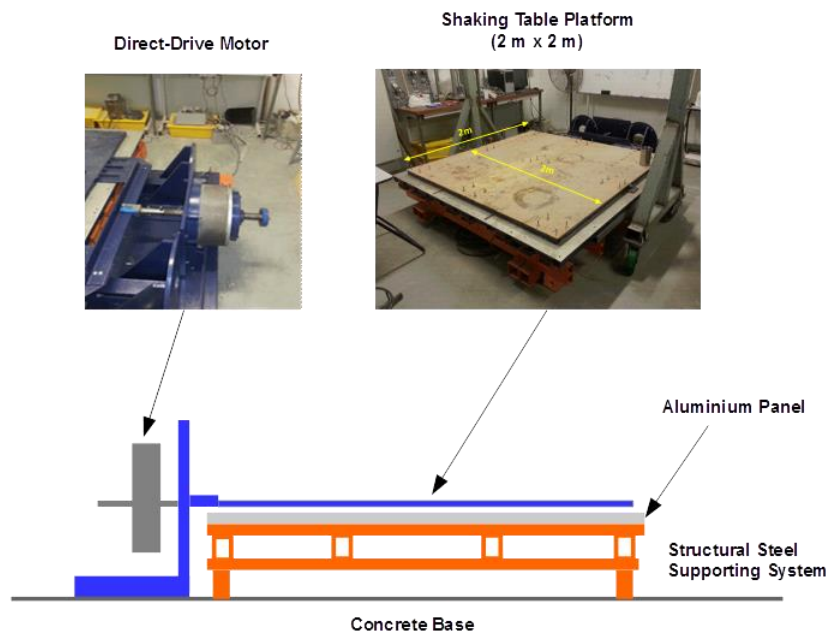 Direct-Drive Motor
Shaking Table Platform
(2 m x 2 m)
2m
2m
Aluminium Panel
Structural Steel
Supporting System
Concrete Base